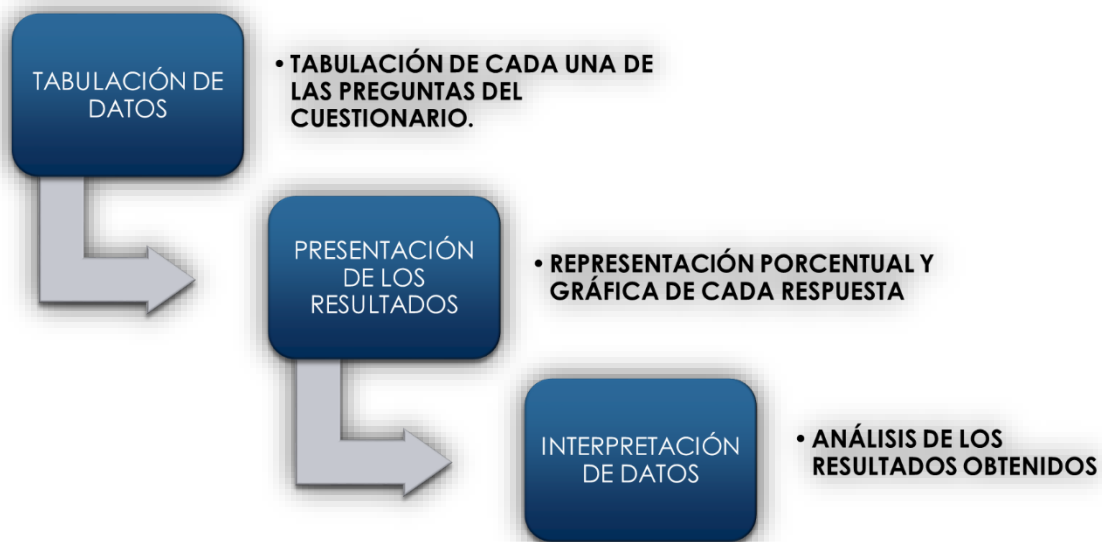 TABULACIÓN DE
DATOS
• TABULACIÓN DE CADA UNA DE
LAS PREGUNTAS DEL
CUESTIONARIO.
PRESENTACIÓN
DE LOS
RESULTADOS
• REPRESENTACIÓN PORCENTUAL Y
GRÁFICA DE CADA RESPUESTA
INTERPRETACIÓN
DE DATOS
• ANÁLISIS DE LOS
RESULTADOS OBTENIDOS